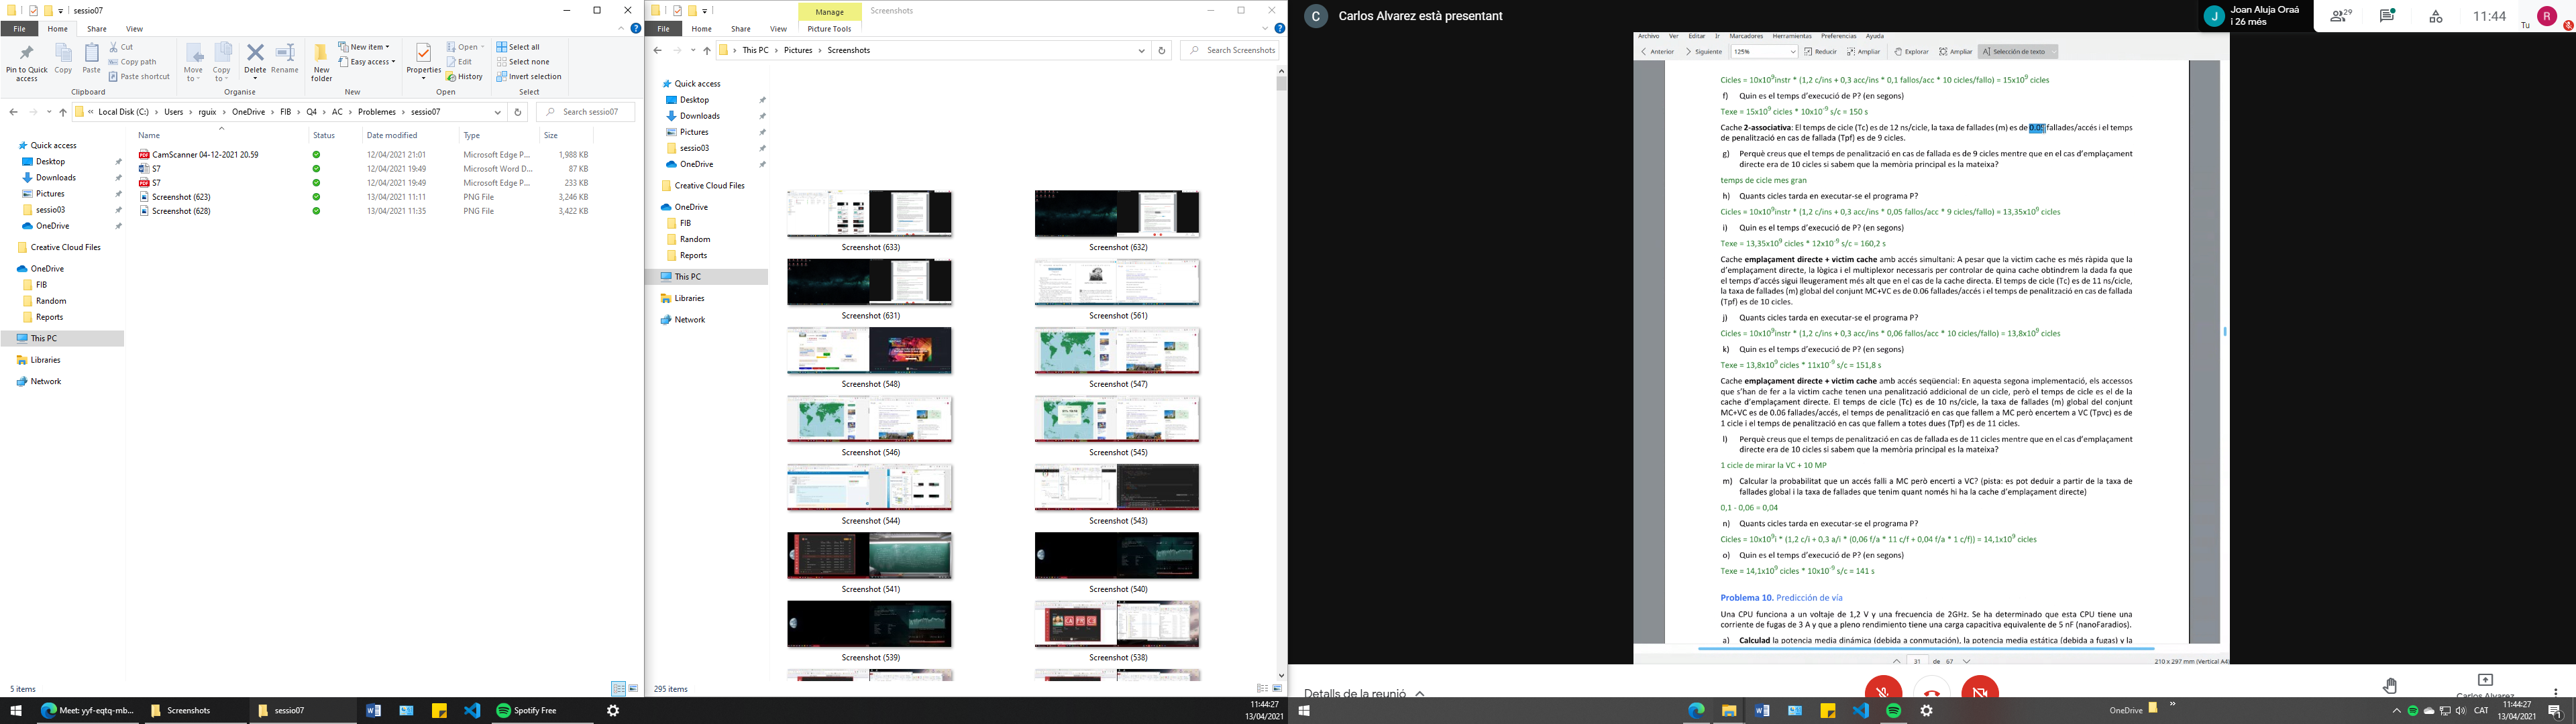 sessio07
File Home Share View
Pin to Quick access
Copy
Paste
Cut
Copy path
Paste shortcut
Clipboard
Move to
Copy to
Delete
Rename
Organise
New folder
New item
Easy access
New
Properties
Open
Edit
History
Open
Select all
Select none
Invert selection
Select
« Local Disk (C:) › Users › rguix › OneDrive › FIB › Q4 › AC › Problemes › sessio07
Search sessio07
Quick access
Desktop
Downloads
Pictures
sessio03
OneDrive
Creative Cloud Files
OneDrive
FIB
Random
Reports
This PC
Libraries
Network
Name Status Date modified Type Size
CamScanner 04-12-2021 20.59 12/04/2021 21:01 Microsoft Edge P... 1,988 KB
S7 12/04/2021 19:49 Microsoft Word D... 87 KB
S7 12/04/2021 19:49 Microsoft Edge P... 233 KB
Screenshot (623) 13/04/2021 11:11 PNG File 3,246 KB
Screenshot (628) 13/04/2021 11:35 PNG File 3,422 KB
5 items
Manage
Screenshots
File Home Share View Picture Tools
› This PC › Pictures › Screenshots
Search Screenshots
Quick access
Desktop
Downloads
Pictures
sessio03
OneDrive
Creative Cloud Files
OneDrive
FIB
Random
Reports
This PC
Libraries
Network
Screenshot (633) Screenshot (632)
Screenshot (631) Screenshot (561)
Screenshot (548) Screenshot (547)
Screenshot (546) Screenshot (545)
Screenshot (544) Screenshot (543)
Screenshot (541) Screenshot (540)
Screenshot (539) Screenshot (538)
295 items
Meet: yyf-eqtq-mb...
Screenshots
sessio07
Spotify Free
11:44:27
13/04/2021
C
Carlos Alvarez està presentant
J
Joan Aluja Oraá
i 26 més
29
11:44
Tu
R
Archivo Ver Editar Ir Marcadores Herramientas Preferencias Ayuda
Anterior Siguiente 125% Reducir Ampliar Explorar Ampliar Selección de texto
Cicles = 10x10⁹instr * (1,2 c/ins + 0,3 acc/ins * 0,1 fallos/acc * 10 cicles/fallo) = 15x10⁹ cicles
f) Quin es el temps d'execució de P? (en segons)
Texe = 15x10⁹ cicles * 10x10⁻⁹ s/c = 150 s
Cache 2-associativa: El temps de cicle (Tc) es de 12 ns/cicle, la taxa de fallades (m) es de 0.05 fallades/accés i el temps
de penalització en cas de fallada (Tpf) es de 9 cicles.
g) Perquè creus que el temps de penalització en cas de fallada es de 9 cicles mentre que en el cas d'emplaçament
directe era de 10 cicles si sabem que la memòria principal es la mateixa?
temps de cicle mes gran
h) Quants cicles tarda en executar-se el programa P?
Cicles = 10x10⁹instr * (1,2 c/ins + 0,3 acc/ins * 0,05 fallos/acc * 9 cicles/fallo) = 13,35x10⁹ cicles
i) Quin es el temps d'execució de P? (en segons)
Texe = 13,35x10⁹ cicles * 12x10⁻⁹ s/c = 160,2 s
Cache emplaçament directe + victim cache amb accés simultani: A pesar que la victim cache es més ràpida que la
d'emplaçament directe, la lògica i el multiplexor necessaris per controlar de quina cache obtindrem la dada fa que
el temps d'accés sigui lleugerament més alt que en el cas de la cache directa. El temps de cicle (Tc) es de 11 ns/cicle,
la taxa de fallades (m) global del conjunt MC+VC es de 0.06 fallades/accés i el temps de penalització en cas de fallada
(Tpf) es de 10 cicles.
j) Quants cicles tarda en executar-se el programa P?
Cicles = 10x10⁹instr * (1,2 c/ins + 0,3 acc/ins * 0,06 fallos/acc * 10 cicles/fallo) = 13,8x10⁹ cicles
k) Quin es el temps d'execució de P? (en segons)
Texe = 13,8x10⁹ cicles * 11x10⁻⁹ s/c = 151,8 s
Cache emplaçament directe + victim cache amb accés seqüencial: En aquesta segona implementació, els accessos
que s'han de fer a la victim cache tenen una penalització addicional de un cicle, però el temps de cicle es el de la
cache d'emplaçament directe. El temps de cicle (Tc) es de 10 ns/cicle, la taxa de fallades (m) global del conjunt
MC+VC es de 0.06 fallades/accés, el temps de penalització en cas que fallem a MC però encertem a VC (Tpvc) es de
1 cicle i el temps de penalització en cas que fallem a totes dues (Tpf) es de 11 cicles.
l) Perquè creus que el temps de penalització en cas de fallada es de 11 cicles mentre que en el cas d'emplaçament
directe era de 10 cicles si sabem que la memòria principal es la mateixa?
1 cicle de mirar la VC + 10 MP
m) Calcular la probabilitat que un accés falli a MC però encerti a VC? (pista: es pot deduir a partir de la taxa de
fallades global i la taxa de fallades que tenim quant només hi ha la cache d'emplaçament directe)
0,1 - 0,06 = 0,04
n) Quants cicles tarda en executar-se el programa P?
Cicles = 10x10⁹i * (1,2 c/i + 0,3 a/i * (0,06 f/a * 11 c/f + 0,04 f/a * 1 c/f)) = 14,1x10⁹ cicles
o) Quin es el temps d'execució de P? (en segons)
Texe = 14,1x10⁹ cicles * 10x10⁻⁹ s/c = 141 s
Problema 10. Predicción de vía
Una CPU funciona a un voltaje de 1,2 V y una frecuencia de 2GHz. Se ha determinado que esta CPU tiene una
corriente de fugas de 3 A y que a pleno rendimiento tiene una carga capacitiva equivalente de 5 nF (nanoFaradios).
a) Calculad la potencia media dinámica (debida a conmutación), la potencia media estática (debida a fugas) y la
31 de 67
210 x 297 mm (Vertical A4)
Detalls de la reunió
Carlos Alvarez
OneDrive
CAT
11:44:27
13/04/2021